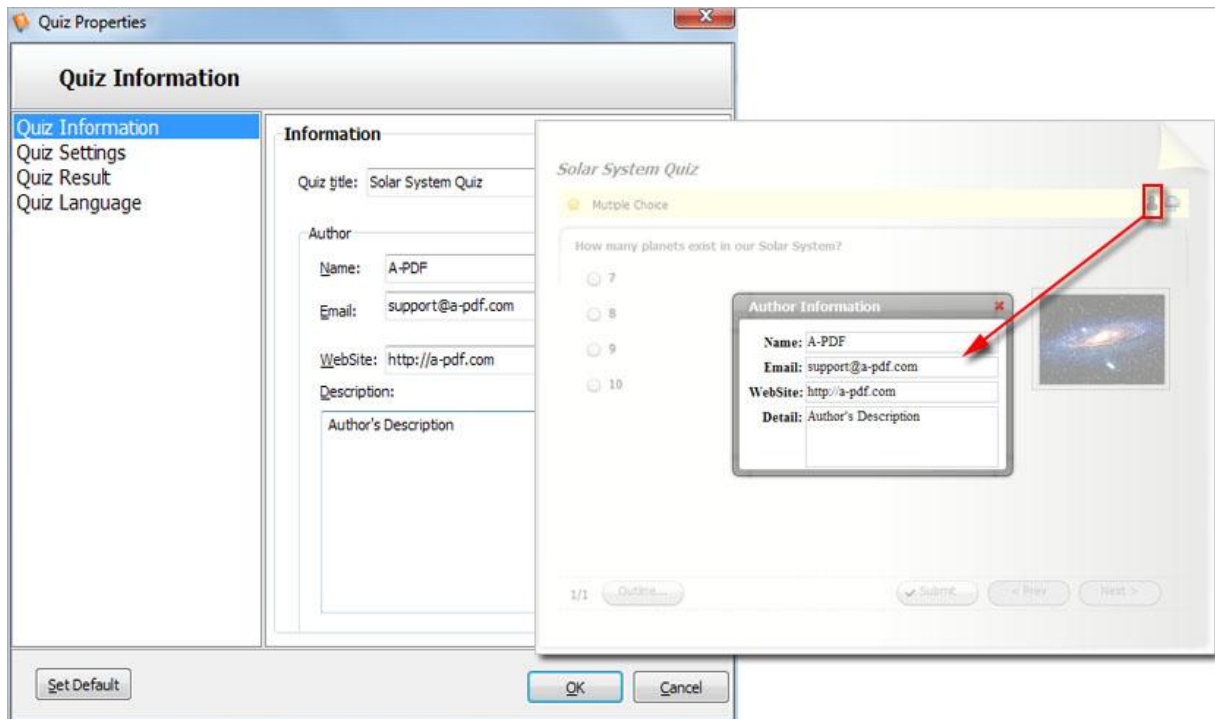 Quiz Properties
X
Quiz Information
Quiz Information
Quiz Settings
Quiz Result
Quiz Language
Information
Quiz title: Solar System Quiz
Author
Name: A-PDF
Email: support@a-pdf.com
WebSite: http://a-pdf.com
Description:
Author's Description
Set Default
OK
Cancel
Solar System Quiz
Mutple Choice
How many planets exist in our Solar System?
7
8
9
10
Author Information
Name: A-PDF
Email: support@a-pdf.com
WebSite: http://a-pdf.com
Detail: Author's Description
1/1 Outline...
Submit
< Prev
Next >